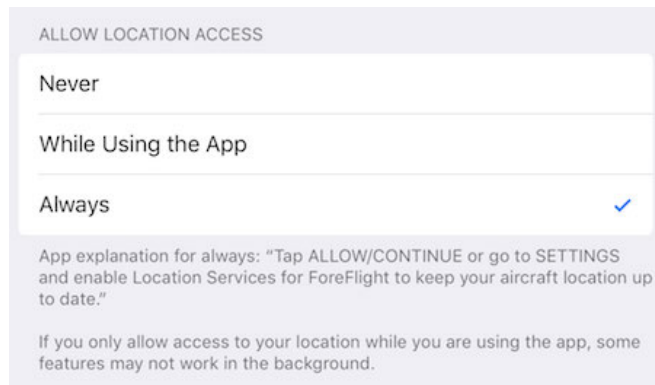 ALLOW LOCATION ACCESS
Never
While Using the App
Always
App explanation for always: “Tap ALLOW/CONTINUE or go to SETTINGS
and enable Location Services for ForeFlight to keep your aircraft location up
to date.”
If you only allow access to your location while you are using the app, some
features may not work in the background.